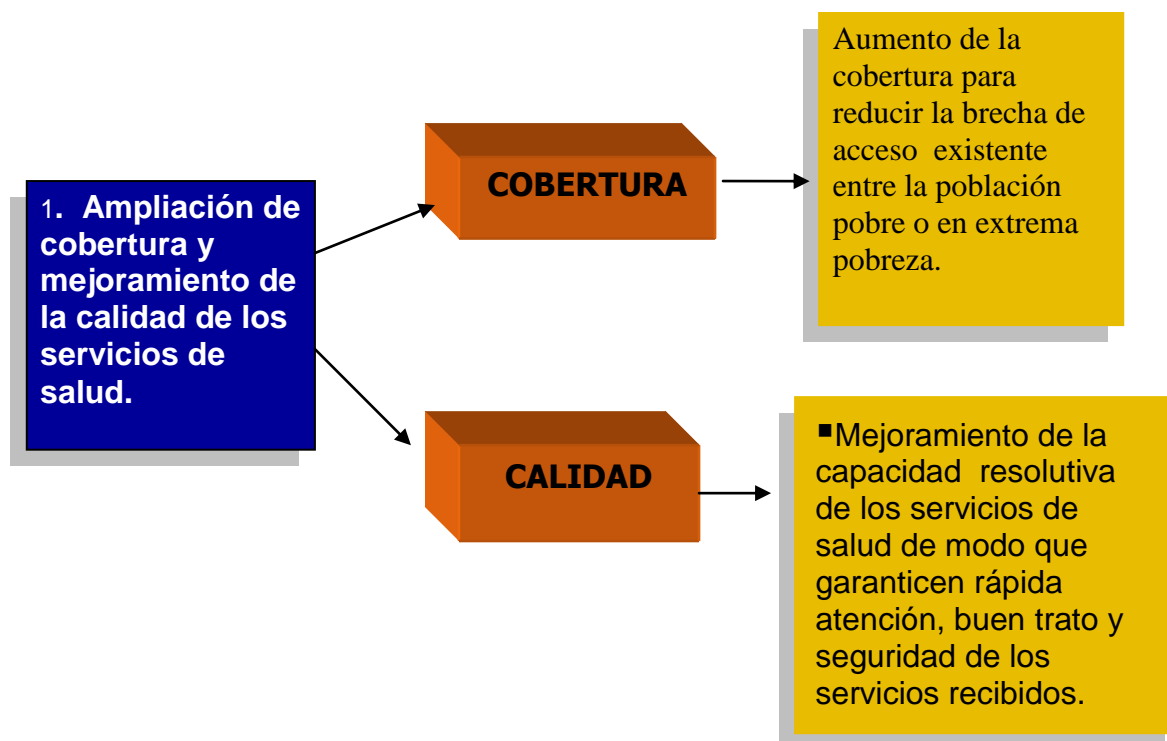 1. Ampliación de
cobertura y
mejoramiento de
la calidad de los
servicios de
salud.
COBERTURA
Aumento de la
cobertura para
reducir la brecha de
acceso existente
entre la población
pobre o en extrema
pobreza.
CALIDAD
▪Mejoramiento de la
capacidad resolutiva
de los servicios de
salud de modo que
garanticen rápida
atención, buen trato y
seguridad de los
servicios recibidos.